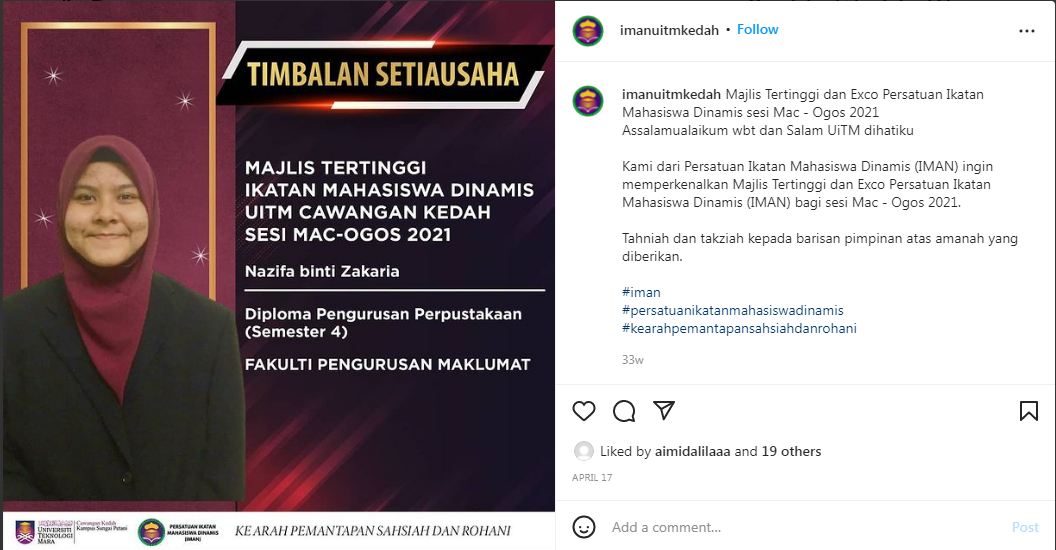 TIMBALAN SETIAUSAHA
MAJLIS TERTINGGI
IKATAN MAHASISWA DINAMIS
UITM CAWANGAN KEDAH
SESI MAC-OGOS 2021
Nazifa binti Zakaria
Diploma Pengurusan Perpustakaan
(Semester 4)
FAKULTI PENGURUSAN MAKLUMAT
UNIVERSITI
TEKNOLOGI
MARA
Cawangan Kedah
Kampus Sungai Petani
PERSATUAN IKATAN
MAHASISWA DINAMIS
(IMAN)
KE ARAH PEMANTAPAN SAHSIAH DAN ROHANI
imanuitmkedah • Follow
imanuitmkedah Majlis Tertinggi dan Exco Persatuan Ikatan
Mahasiswa Dinamis sesi Mac - Ogos 2021
Assalamualaikum wbt dan Salam UiTM dihatiku
Kami dari Persatuan Ikatan Mahasiswa Dinamis (IMAN) ingin
memperkenalkan Majlis Tertinggi dan Exco Persatuan Ikatan
Mahasiswa Dinamis (IMAN) bagi sesi Mac - Ogos 2021.
Tahniah dan takziah kepada barisan pimpinan atas amanah yang
diberikan.
#iman
#persatuanikatanmahasiswadinamis
#kearahpemantapansahsiahdanrohani
33w
Liked by aimidalilaaa and 19 others
APRIL 17
Add a comment...
Post